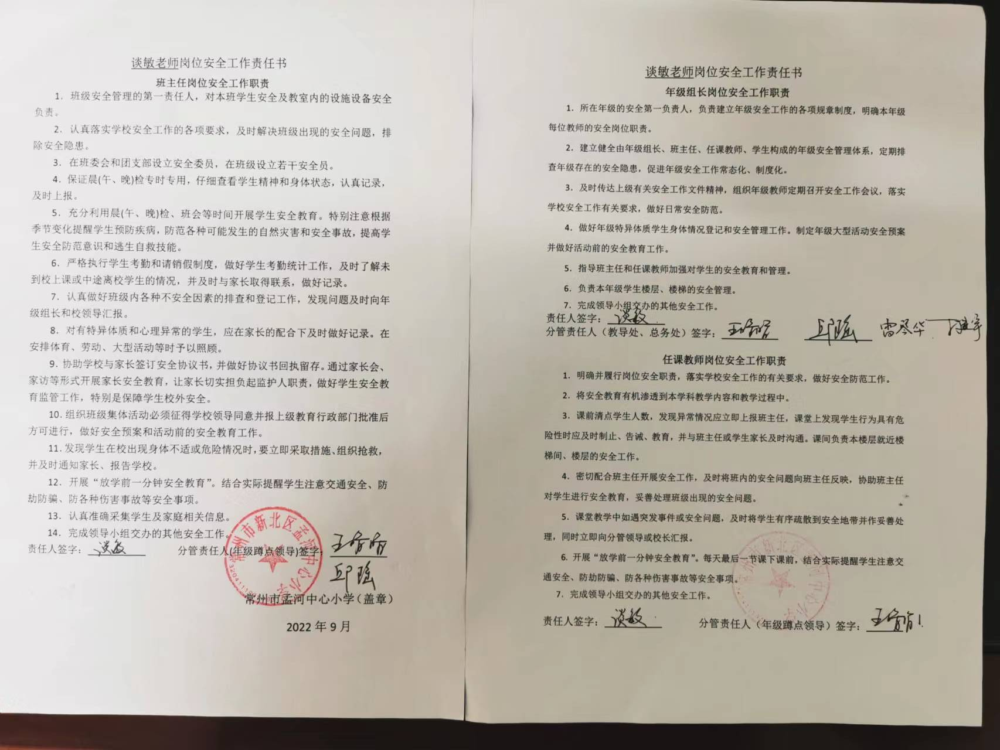 谈敏老师岗位安全工作责任书
班主任岗位安全工作职责
1. 班级安全管理的第一责任人，对本班学生安全及教室内的设施设备安全
负责。
2. 认真落实学校安全工作的各项要求，及时解决班级出现的安全问题，排
除安全隐患。
3. 在班委会和团支部设立安全委员，在班级设立若干安全员。
4. 保证晨(午、晚)检专时专用，仔细查看学生精神和身体状态，认真记录，
及时上报。
5. 充分利用晨(午、晚)检、班会等时间开展学生安全教育。特别注意根据
季节变化提醒学生预防疾病，防范各种可能发生的自然灾害和安全事故，提高学
生安全防范意识和逃生自救技能。
6. 严格执行学生考勤和请销假制度，做好学生考勤统计工作，及时了解未
到校上课或中途离校学生的情况，并及时与家长取得联系，做好记录。
7. 认真做好班级内各种不安全因素的排查和登记工作，发现问题及时向年
级组长和校领导汇报。
8. 对有特异体质和心理异常的学生，应在家长的配合下及时做好记录。在
安排体育、劳动、大型活动等时予以照顾。
9. 协助学校与家长签订安全协议书，并做好协议书回执留存。通过家长会、
家访等形式开展家长安全教育，让家长切实担负起监护人职责，做好学生安全教
育监管工作，特别是保障学生校外安全。
10. 组织班级集体活动必须征得学校领导同意并报上级教育行政部门批准后
方可进行，做好安全预案和活动前的安全教育工作。
11. 发现学生在校出现身体不适或危险情况时，要立即采取措施、组织抢救，
并及时通知家长、报告学校。
12. 开展“放学前一分钟安全教育”。结合实际提醒学生注意交通安全、防
劫防骗、防各种伤害事故等安全事项。
13. 认真准确采集学生及家庭相关信息。
14. 完成领导小组交办的其他安全工作。
责任人签字：谈敏 分管责任人(年级蹲点领导)签字：
邱瑶
常州市新北区孟河中心小学
常州市孟河中心小学（盖章）
2022 年 9 月
谈敏老师岗位安全工作责任书
年级组长岗位安全工作职责
1. 所在年级的安全第一负责人，负责建立年级安全工作的各项规章制度，明确本年级
每位教师的安全岗位职责。
2. 建立健全由年级组长、班主任、任课教师、学生构成的年级安全管理体系，定期排
查年级存在的安全隐患，促进年级安全工作常态化、制度化。
3. 及时传达上级有关安全工作文件精神，组织年级教师定期召开安全工作会议，落实
学校安全工作有关要求，做好日常安全防范。
4. 做好年级特异体质学生身体情况登记和安全管理工作。制定年级大型活动安全预案
并做好活动前的安全教育工作。
5. 指导班主任和任课教师加强对学生的安全教育和管理。
6. 负责本年级学生楼层、楼梯的安全管理。
7. 完成领导小组交办的其他安全工作。
责任人签字：谈敏
分管责任人（教导处、总务处）签字： 邱瑶 雷琴华
任课教师岗位安全工作职责
1. 明确并履行岗位安全职责，落实学校安全工作的有关要求，做好安全防范工作。
2. 将安全教育有机渗透到本学科教学内容和教学过程中。
3. 课前清点学生人数，发现异常情况应立即上报班主任，课堂上发现学生行为具有危
险性时应及时制止、告诫、教育，并与班主任或学生家长及时沟通。课间负责本楼层就近楼
梯间、楼层的安全工作。
4. 密切配合班主任开展安全工作，及时将班内的安全问题向班主任反映，协助班主任
对学生进行安全教育，妥善处理班级出现的安全问题。
5. 课堂教学中如遇突发事件或安全问题，及时将学生有序疏散到安全地带并作妥善处
理，同时立即向分管领导或校长汇报。
6. 开展“放学前一分钟安全教育”。每天最后一节课下课前，结合实际提醒学生注意交
通安全、防劫防骗、防各种伤害事故等安全事项。
7. 完成领导小组交办的其他安全工作。
责任人签字：谈敏 分管责任人（年级蹲点领导）签字：